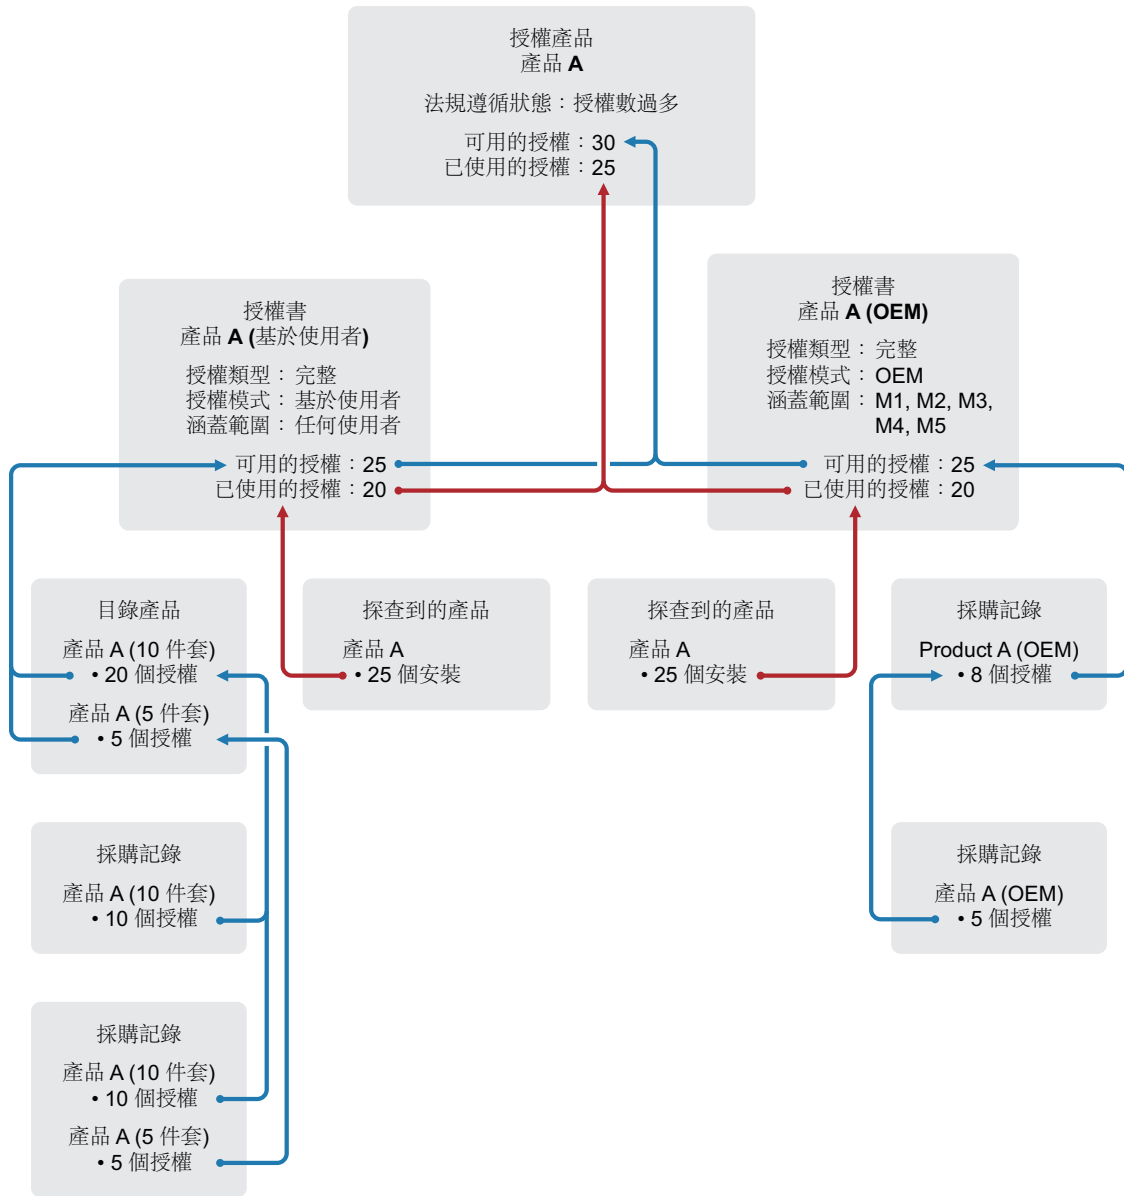 授權產品
產品 A
法規遵循狀態：授權數過多
可用的授權：30
已使用的授權：25
授權書
產品 A (基於使用者)
授權類型： 完整
授權模式： 基於使用者
涵蓋範圍： 任何使用者
可用的授權：25
已使用的授權：20
授權書
產品 A (OEM)
授權類型： 完整
授權模式： OEM
涵蓋範圍： M1, M2, M3,
M4, M5
可用的授權：25
已使用的授權：20
目錄產品
產品 A (10 件套)
• 20 個授權
產品 A (5 件套)
• 5 個授權
探查到的產品
產品 A
• 25 個安裝
探查到的產品
產品 A
• 25 個安裝
採購記錄
Product A (OEM)
• 8 個授權
採購記錄
產品 A (10 件套)
• 10 個授權
採購記錄
產品 A (OEM)
• 5 個授權
採購記錄
產品 A (10 件套)
• 10 個授權
產品 A (5 件套)
• 5 個授權